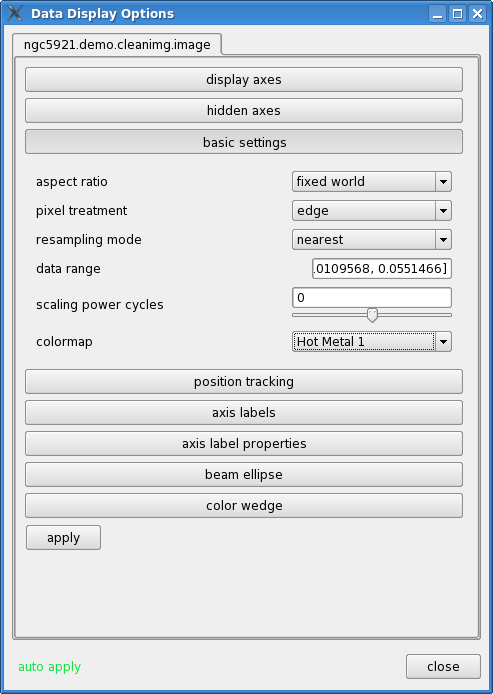 Data Display Options
ngc5921.demo.cleanimg.image
display axes
hidden axes
basic settings
aspect ratio fixed world
pixel treatment edge
resampling mode nearest
data range .0109568, 0.0551466]
scaling power cycles 0
colormap Hot Metal 1
position tracking
axis labels
axis label properties
beam ellipse
color wedge
apply
auto apply close